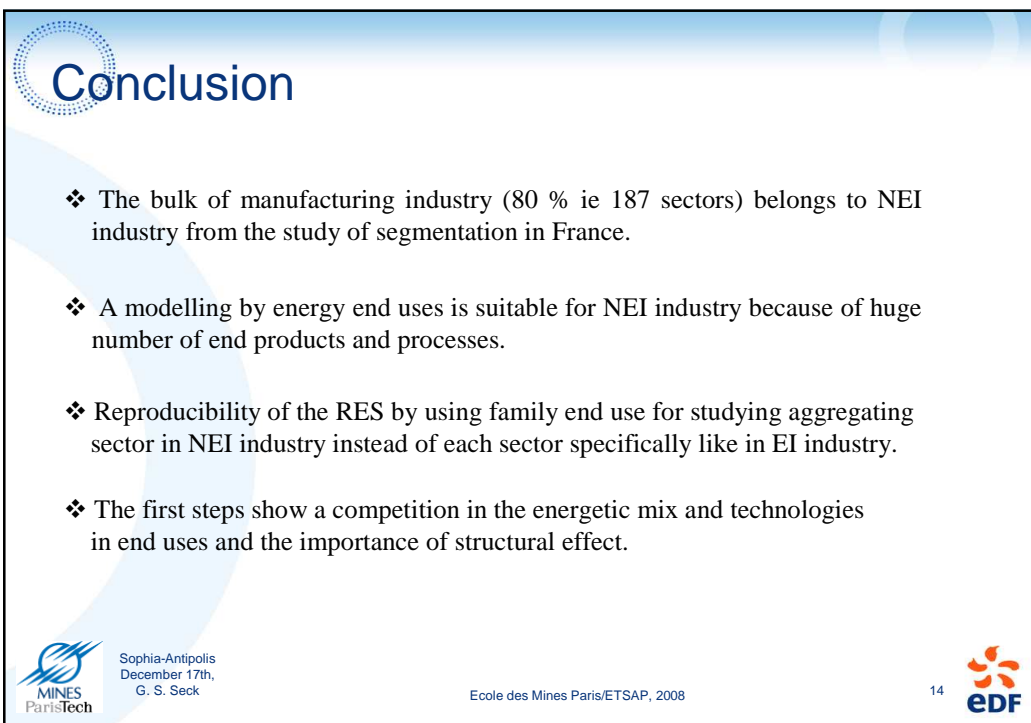 Conclusion
❖ The bulk of manufacturing industry (80 % ie 187 sectors) belongs to NEI
industry from the study of segmentation in France.
❖ A modelling by energy end uses is suitable for NEI industry because of huge
number of end products and processes.
❖ Reproducibility of the RES by using family end use for studying aggregating
sector in NEI industry instead of each sector specifically like in EI industry.
❖ The first steps show a competition in the energetic mix and technologies
in end uses and the importance of structural effect.
MINES
ParisTech
Sophia-Antipolis
December 17th,
G. S. Seck
Ecole des Mines Paris/ETSAP, 2008
14
eDF